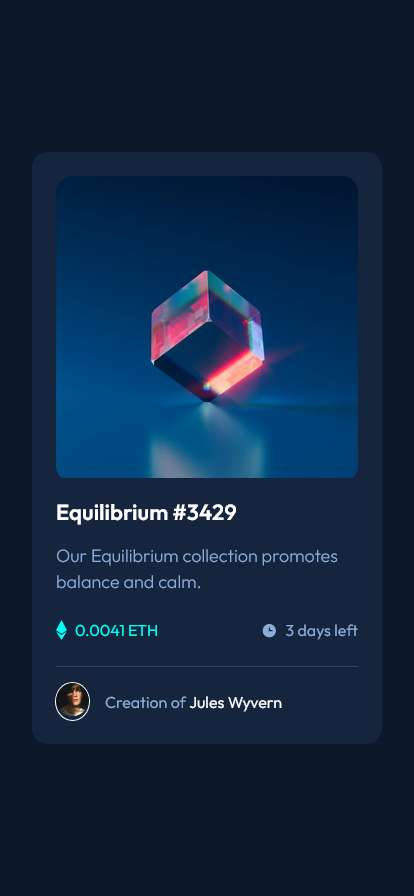 Equilibrium #3429
Our Equilibrium collection promotes
balance and calm.
0.0041 ETH
3 days left
Creation of Jules Wyvern